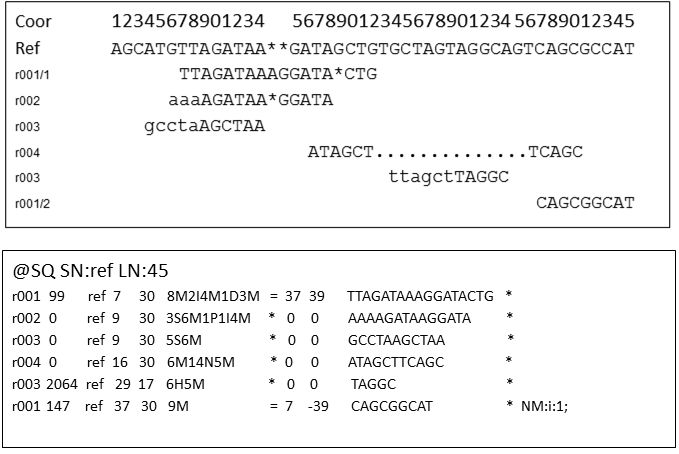 Coor 12345678901234 5678901234567890123456789012345
Ref AGCATGTTAGATAA**GATAGCTGTGCTAGTAGGCAGTCAGCGCCAT
r001/1 TTAGATAAAGGATA*CTG
r002 aaaAGATAA*GGATA
r003 gcctaAGCTAA
r004 ATAGCT..............TCAGC
r003 ttagctTAGGC
r001/2 CAGCGGCAT
@SQ SN:ref LN:45
r001 99 ref 7 30 8M2I4M1D3M = 37 39 TTAGATAAAGGATACTG *
r002 0 ref 9 30 3S6M1P1I4M * 0 0 AAAAGATAAGGATA *
r003 0 ref 9 30 5S6M * 0 0 GCCTAAGCTAA *
r004 0 ref 16 30 6M14N5M * 0 0 ATAGCTTCAGC *
r003 2064 ref 29 17 6H5M * 0 0 TAGGC *
r001 147 ref 37 30 9M = 7 -39 CAGCGGCAT * NM:i:1;